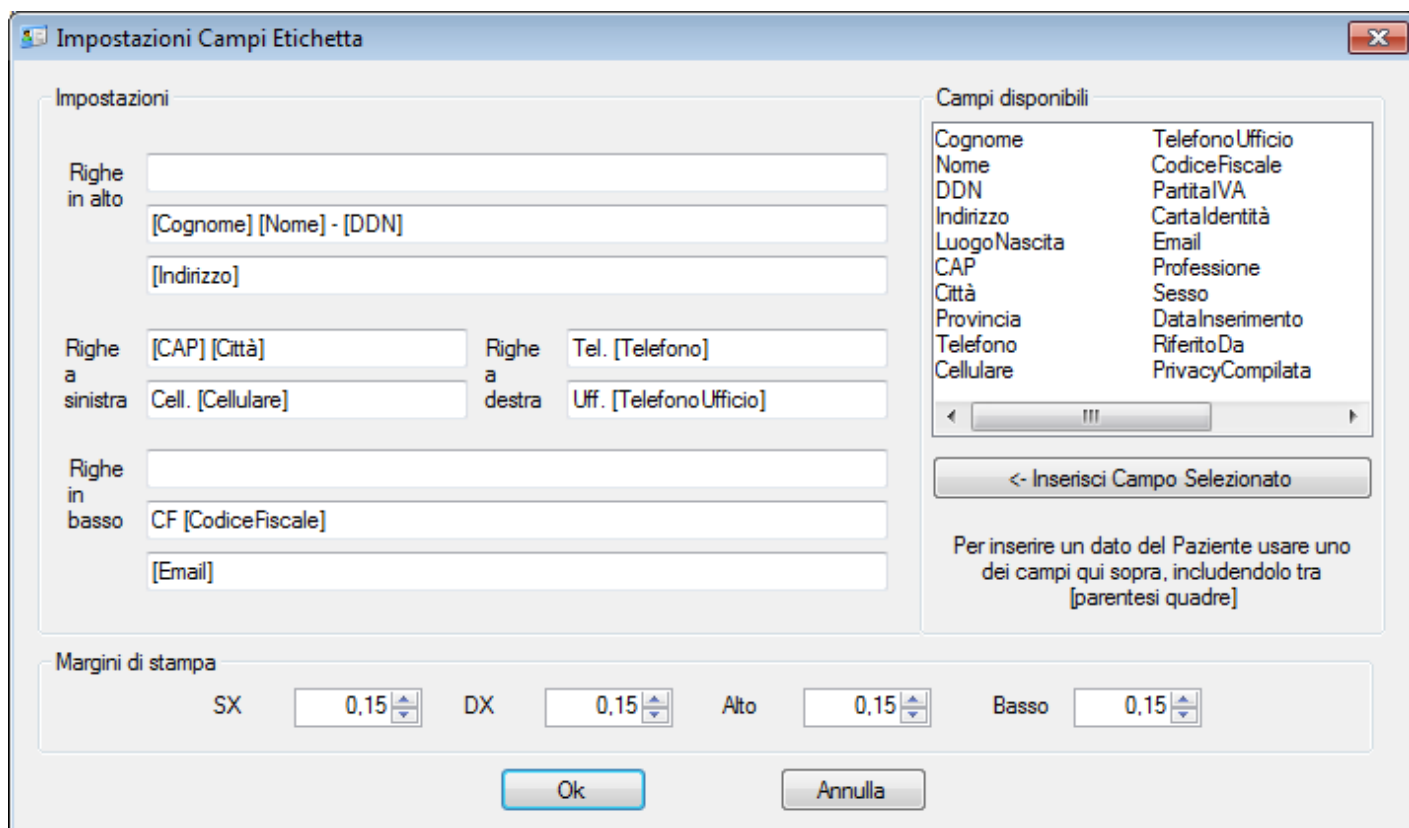 Impostazioni Campi Etichetta
Impostazioni
Righe
in alto
[Cognome] [Nome] - [DDN]
[Indirizzo]
Righe
a
sinistra
[CAP] [Città]
Cell. [Cellulare]
Righe
a
destra
Tel. [Telefono]
Uff. [TelefonoUfficio]
Righe
in
basso
CF [CodiceFiscale]
[Email]
Campi disponibili
Cognome
Nome
DDN
Indirizzo
LuogoNascita
CAP
Città
Provincia
Telefono
Cellulare
TelefonoUfficio
CodiceFiscale
PartitaIVA
CartaIdentità
Email
Professione
Sesso
DataInserimento
RiferitoDa
PrivacyCompilata
<- Inserisci Campo Selezionato
Per inserire un dato del Paziente usare uno
dei campi qui sopra, includendolo tra
[parentesi quadre]
Margini di stampa
SX 0,15 DX 0,15 Alto 0,15 Basso 0,15
Ok Annulla